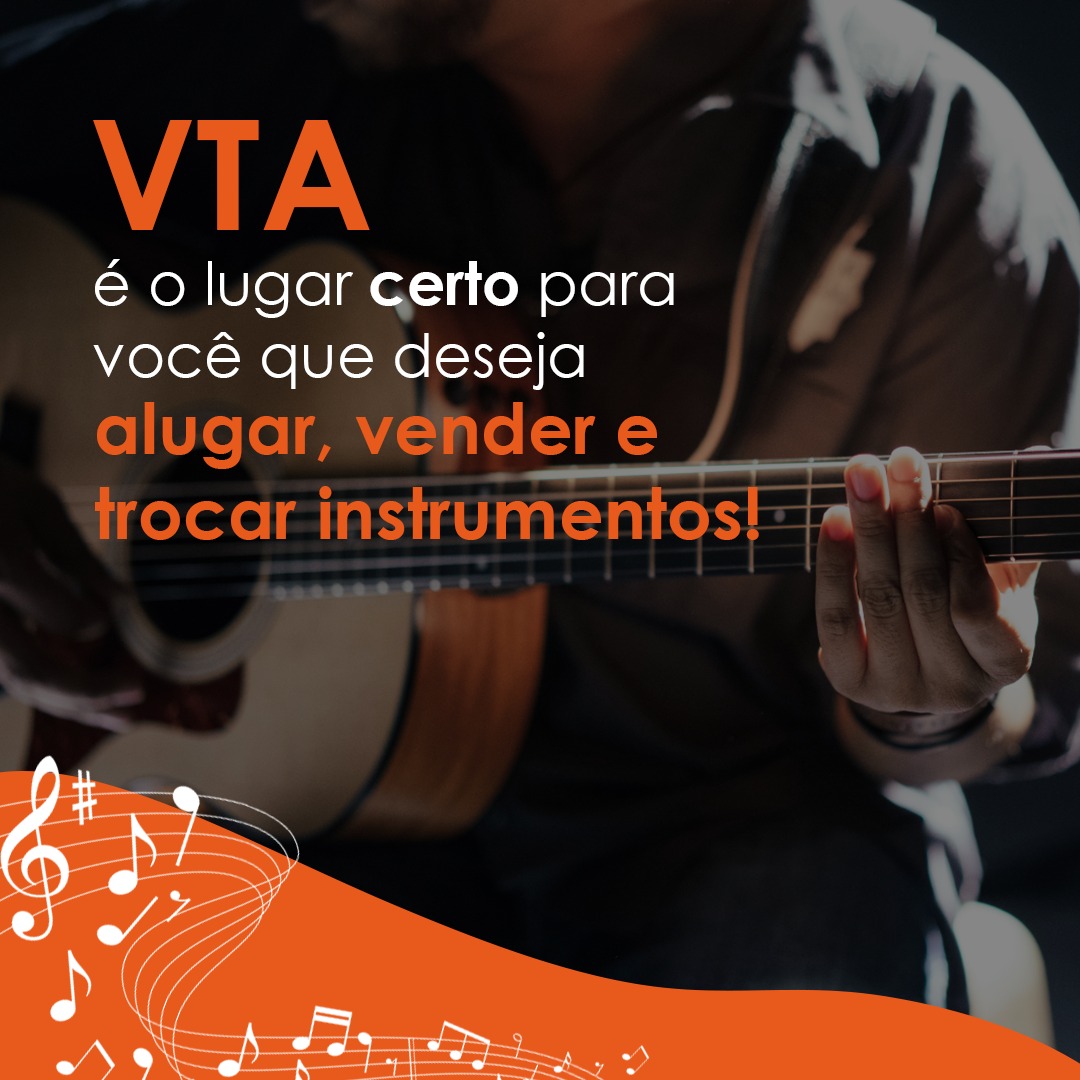 VTA
é o lugar certo para
você que deseja
alugar, vender e
trocar instrumentos!